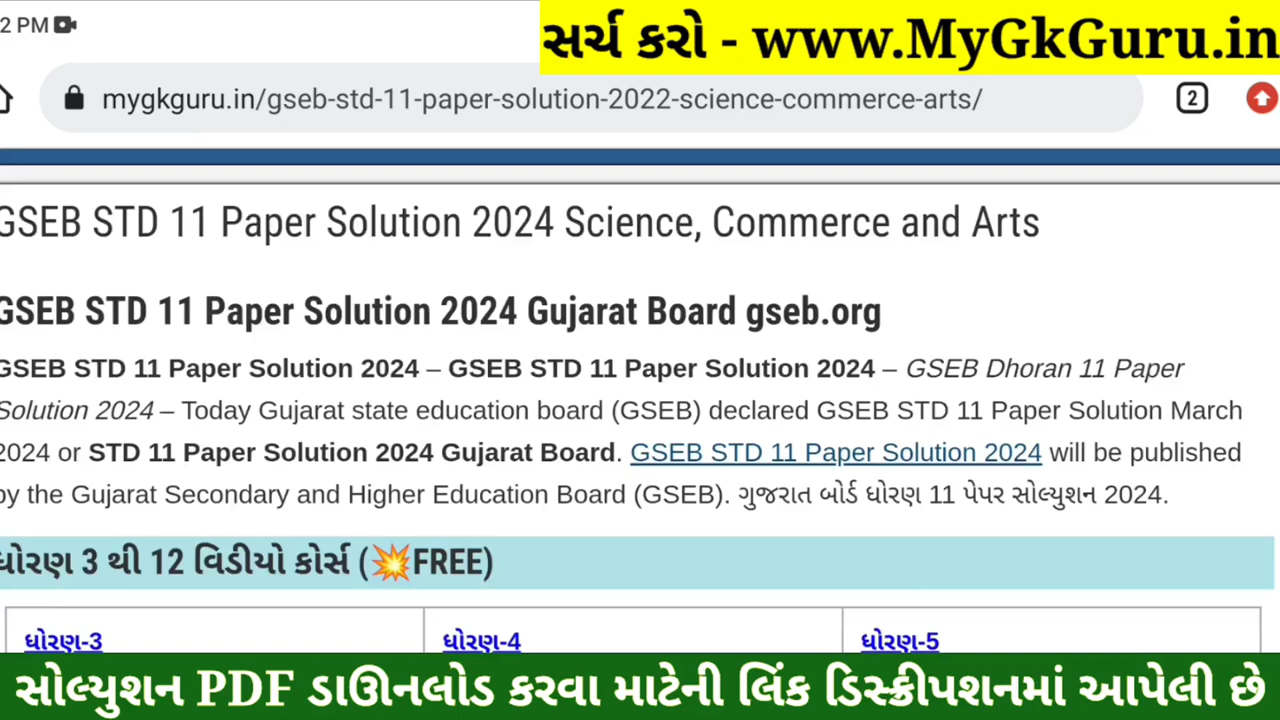 2 PM
સર્ચ કરો - www.MyGkGuru.in
mygkguru.in/gseb-std-11-paper-solution-2022-science-commerce-arts/
2
GSEB STD 11 Paper Solution 2024 Science, Commerce and Arts
GSEB STD 11 Paper Solution 2024 Gujarat Board gseb.org
GSEB STD 11 Paper Solution 2024 – GSEB STD 11 Paper Solution 2024 – GSEB Dhoran 11 Paper
Solution 2024 – Today Gujarat state education board (GSEB) declared GSEB STD 11 Paper Solution March
2024 or STD 11 Paper Solution 2024 Gujarat Board. GSEB STD 11 Paper Solution 2024 will be published
by the Gujarat Secondary and Higher Education Board (GSEB). ગુજરાત બોર્ડ ધોરણ 11 પેપર સોલ્યુશન 2024.
ધોરણ 3 થી 12 વિડીયો કોર્સ (💥FREE)
ધોરણ-3 ધોરણ-4 ધોરણ-5
સોલ્યુશન PDF ડાઊનલોડ કરવા માટેની લિંક ડિસ્ક્રીપશનમાં આપેલી છે